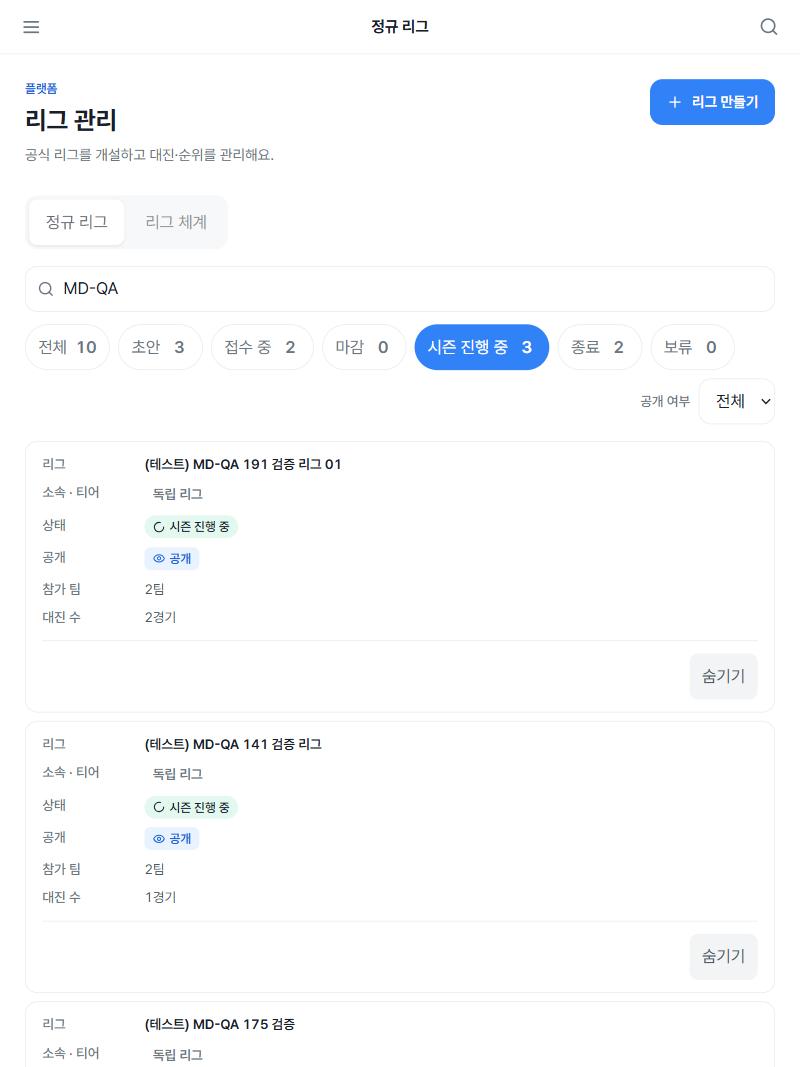 정규 리그
플랫폼
리그 관리
리그 만들기
공식 리그를 개설하고 대진·순위를 관리해요.
정규 리그 리그 체계
MD-QA
전체 10 초안 3 접수 중 2 마감 0 시즌 진행 중 3 종료 2 보류 0
공개 여부 전체
리그 (테스트) MD-QA 191 검증 리그 01
소속 · 티어 독립 리그
상태 시즌 진행 중
공개 공개
참가 팀 2팀
대진 수 2경기
숨기기
리그 (테스트) MD-QA 141 검증 리그
소속 · 티어 독립 리그
상태 시즌 진행 중
공개 공개
참가 팀 2팀
대진 수 1경기
숨기기
리그 (테스트) MD-QA 175 검증
소속 · 티어 독립 리그